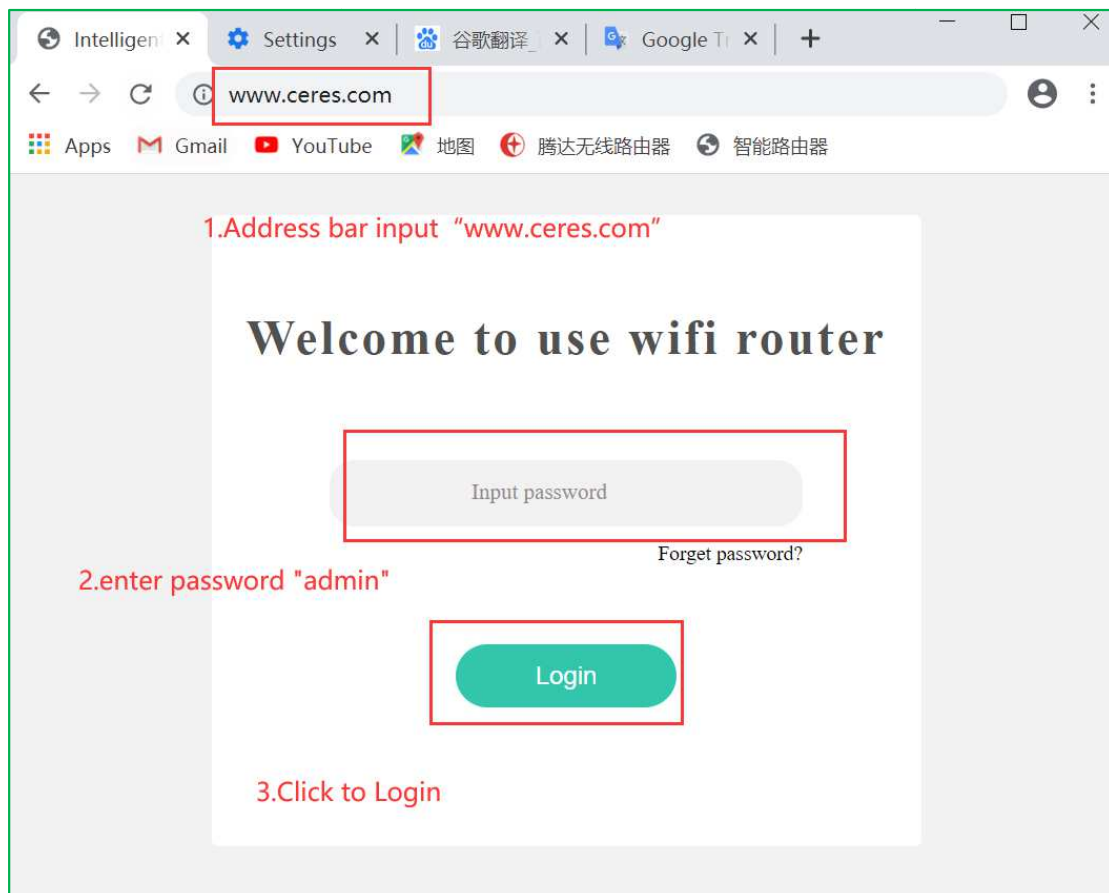 Intelligen
Settings
谷歌翻译_
Google Tr
www.ceres.com
Apps
Gmail
YouTube
地图
腾达无线路由器
智能路由器
1.Address bar input “www.ceres.com”
Welcome to use wifi router
Input password
Forget password?
2.enter password "admin"
Login
3.Click to Login